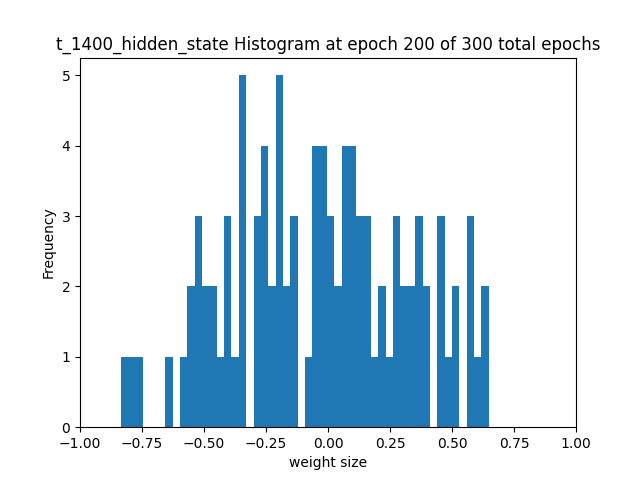 t_1400_hidden_state Histogram at epoch 200 of 300 total epochs
5
4
3
2
1
0
Frequency
−1.00 −0.75 −0.50 −0.25 0.00 0.25 0.50 0.75 1.00
weight size